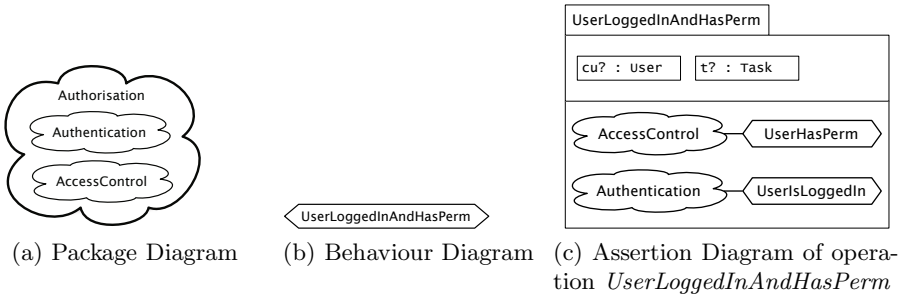 Authorisation
Authentication
AccessControl
(a) Package Diagram
UserLoggedInAndHasPerm
(b) Behaviour Diagram
UserLoggedInAndHasPerm
cu? : User
t? : Task
AccessControl
UserHasPerm
Authentication
UserIsLoggedIn
(c) Assertion Diagram of opera-
tion UserLoggedInAndHasPerm